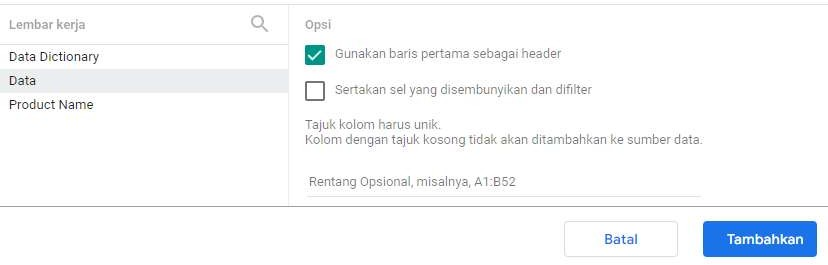 Lembar kerja
Data Dictionary
Data
Product Name
Opsi
Gunakan baris pertama sebagai header
Sertakan sel yang disembunyikan dan difilter
Tajuk kolom harus unik.
Kolom dengan tajuk kosong tidak akan ditambahkan ke sumber data.
Rentang Opsional, misalnya, A1:B52
Batal
Tambahkan